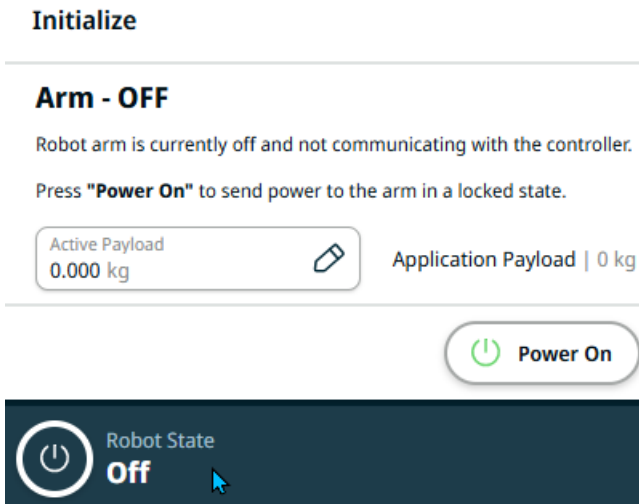 Initialize
Arm - OFF
Robot arm is currently off and not communicating with the controller.
Press "Power On" to send power to the arm in a locked state.
Active Payload
0.000 kg
Application Payload | 0 kg
Power On
Robot State
Off